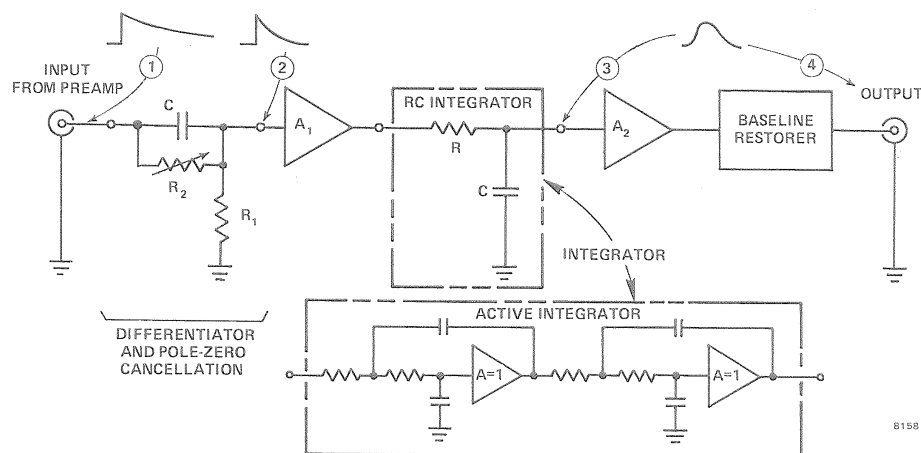 INPUT
FROM PREAMP
1
2
3
4
OUTPUT
C
R2
R1
A1
RC INTEGRATOR
R
C
A2
BASELINE
RESTORER
INTEGRATOR
DIFFERENTIATOR
AND POLE-ZERO
CANCELLATION
ACTIVE INTEGRATOR
A=1
A=1
8158